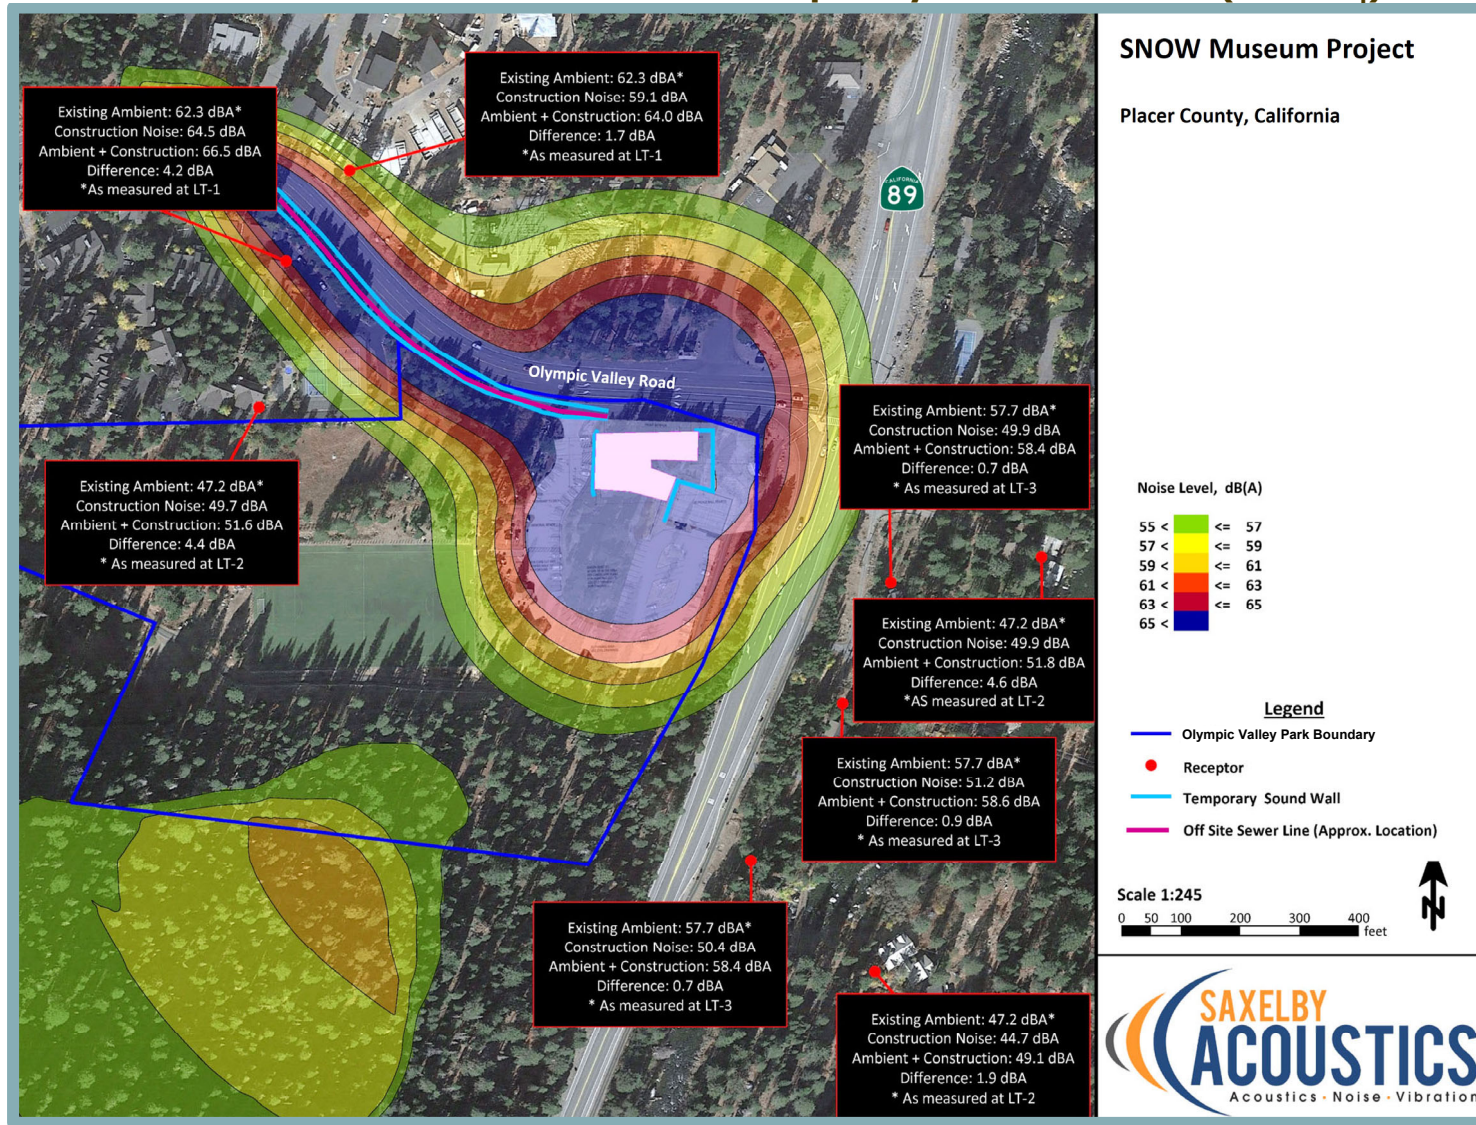 SNOW Museum Project
Placer County, California
Existing Ambient: 62.3 dBA*
Construction Noise: 64.5 dBA
Ambient + Construction: 66.5 dBA
Difference: 4.2 dBA
*As measured at LT-1
Existing Ambient: 62.3 dBA*
Construction Noise: 59.1 dBA
Ambient + Construction: 64.0 dBA
Difference: 1.7 dBA
*As measured at LT-1
CALIFORNIA
89
Olympic Valley Road
Existing Ambient: 57.7 dBA*
Construction Noise: 49.9 dBA
Ambient + Construction: 58.4 dBA
Difference: 0.7 dBA
* As measured at LT-3
Existing Ambient: 47.2 dBA*
Construction Noise: 49.7 dBA
Ambient + Construction: 51.6 dBA
Difference: 4.4 dBA
* As measured at LT-2
Existing Ambient: 47.2 dBA*
Construction Noise: 49.9 dBA
Ambient + Construction: 51.8 dBA
Difference: 4.6 dBA
*AS measured at LT-2
Existing Ambient: 57.7 dBA*
Construction Noise: 51.2 dBA
Ambient + Construction: 58.6 dBA
Difference: 0.9 dBA
* As measured at LT-3
Existing Ambient: 57.7 dBA*
Construction Noise: 50.4 dBA
Ambient + Construction: 58.4 dBA
Difference: 0.7 dBA
* As measured at LT-3
Existing Ambient: 47.2 dBA*
Construction Noise: 44.7 dBA
Ambient + Construction: 49.1 dBA
Difference: 1.9 dBA
* As measured at LT-2
Noise Level, dB(A)
55 < <= 57
57 < <= 59
59 < <= 61
61 < <= 63
63 < <= 65
65 <
Legend
Olympic Valley Park Boundary
Receptor
Temporary Sound Wall
Off Site Sewer Line (Approx. Location)
Scale 1:245
0 50 100 200 300 400
feet
N
SAXELBY
ACOUSTICS
Acoustics · Noise · Vibration